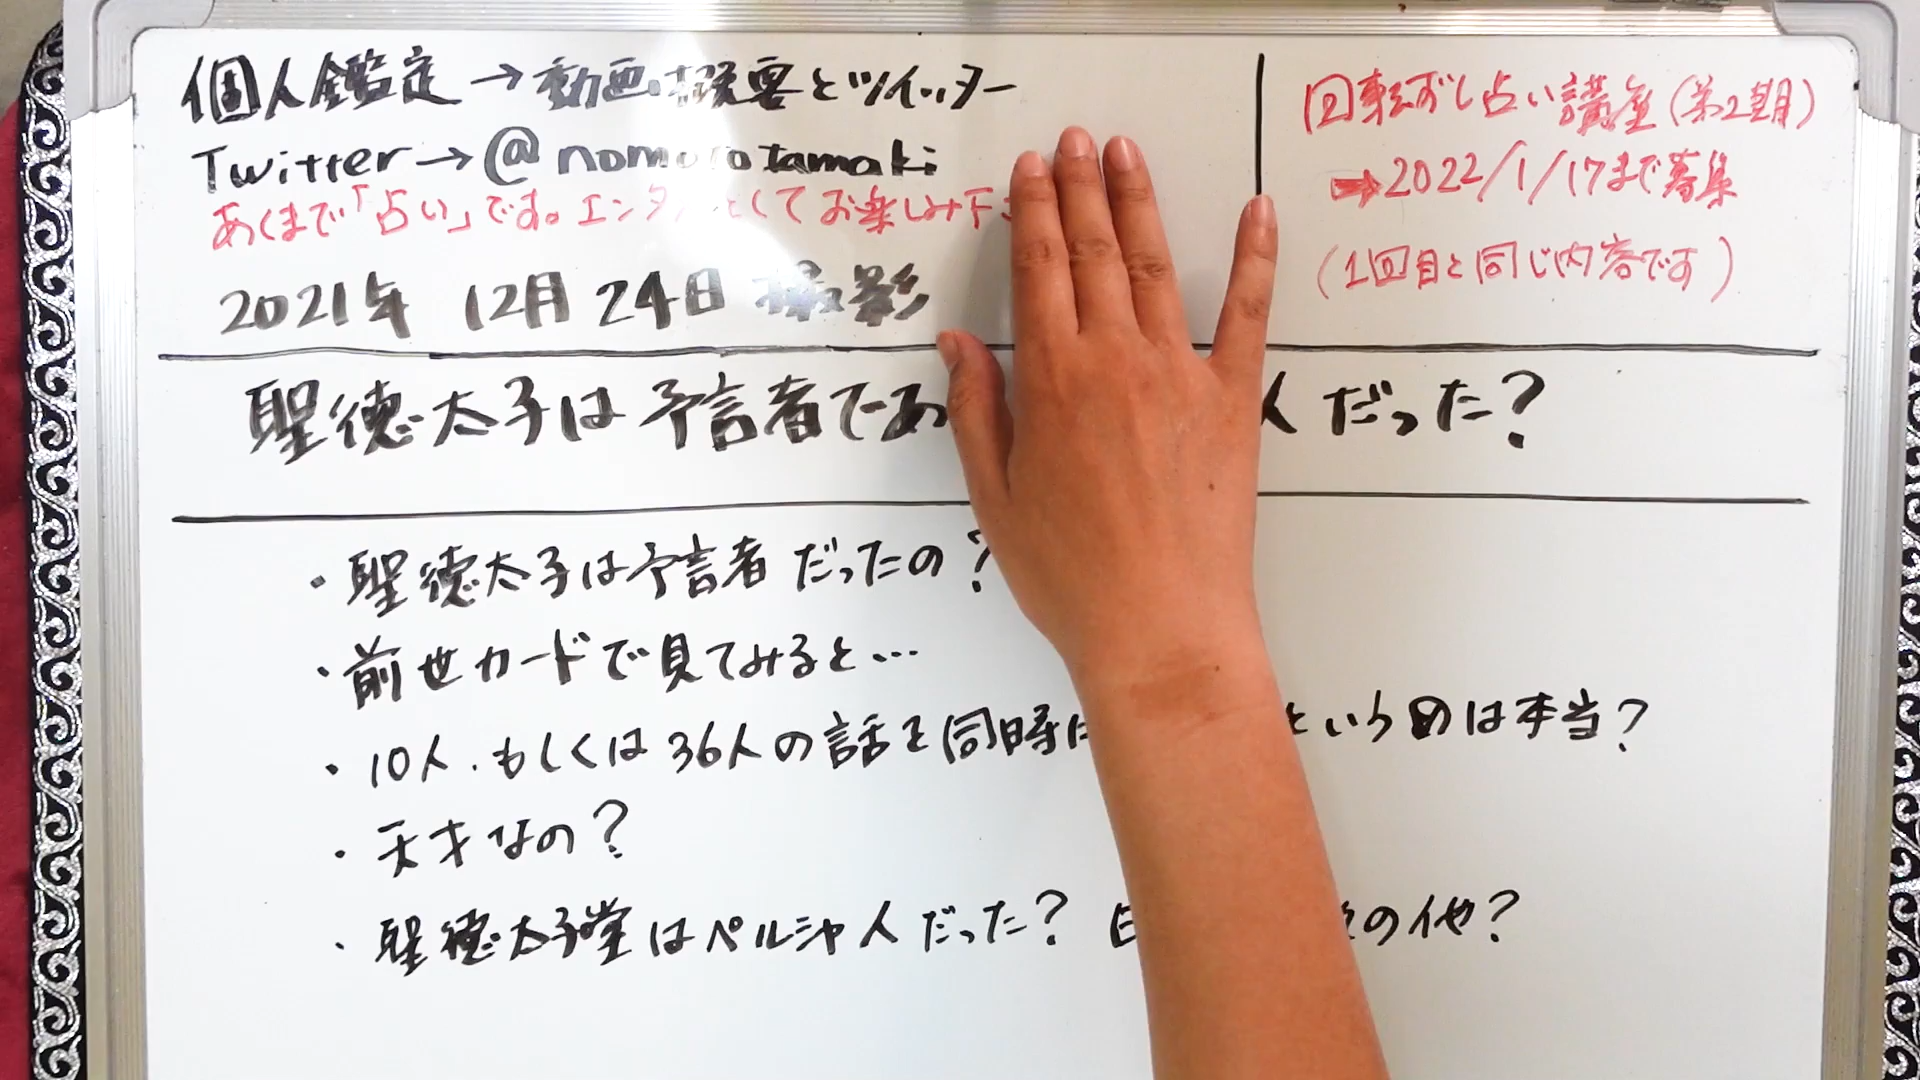 個人鑑定→動画概要とツイッター
Twitter→@nomorotamaki
あくまで「占い」です。エンタメとしてお楽しみ下さ
2021年 12月24日 撮影
回転ずし占い講座(第2期)
➡2022/1/17まで募集
(1回目と同じ内容です)
聖徳太子は予言者であ 人だった?
・聖徳太子は予言者だったの?
・前世カードで見てみると…
・10人.もしくは36人の話を同時に というのは本当?
・天才なの?
・聖徳太子堂はペルシャ人だった? の他?